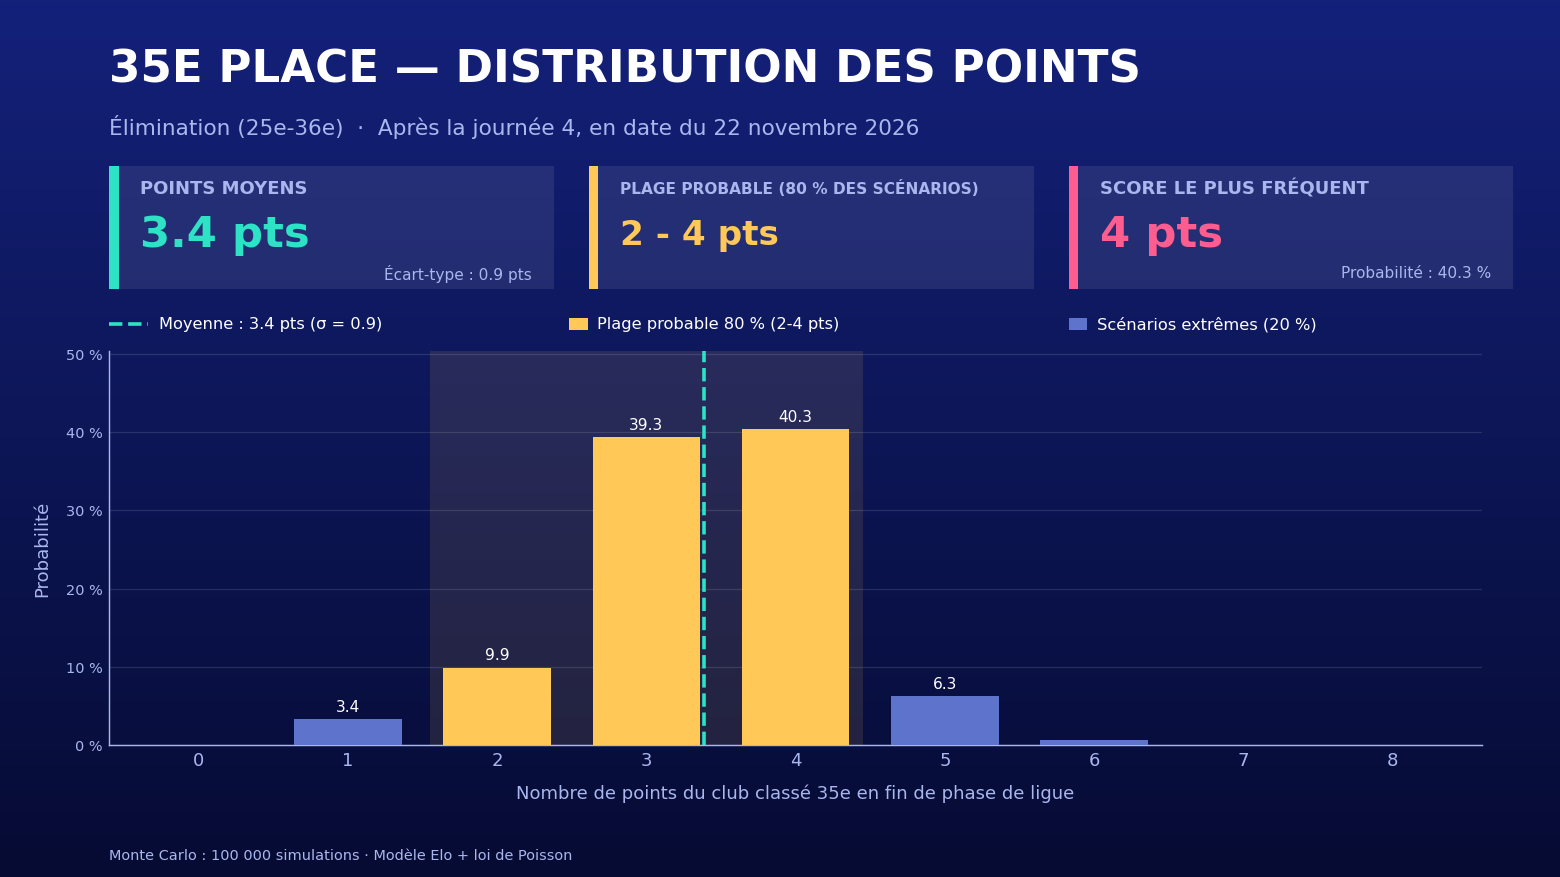 35E PLACE — DISTRIBUTION DES POINTS
Élimination (25e-36e)  ·  Après la journée 4, en date du 22 novembre 2026
POINTS MOYENS
3.4 pts
Écart-type : 0.9 pts
PLAGE PROBABLE (80 % DES SCÉNARIOS)
2 - 4 pts
SCORE LE PLUS FRÉQUENT
4 pts
Probabilité : 40.3 %
Moyenne : 3.4 pts (σ = 0.9)
Plage probable 80 % (2-4 pts)
Scénarios extrêmes (20 %)
50 %
40 %
30 %
20 %
10 %
0 %
Probabilité
3.4
9.9
39.3
40.3
6.3
0 1 2 3 4 5 6 7 8
Nombre de points du club classé 35e en fin de phase de ligue
Monte Carlo : 100 000 simulations · Modèle Elo + loi de Poisson